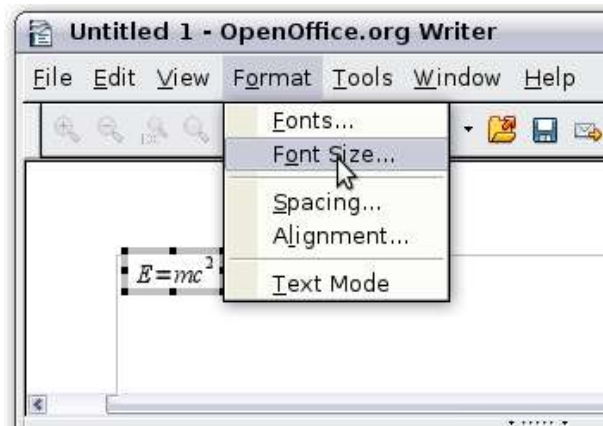 Untitled 1 - OpenOffice.org Writer
File Edit View Format Tools Window Help
Fonts...
Font Size...
Spacing...
Alignment...
Text Mode
E=mc²